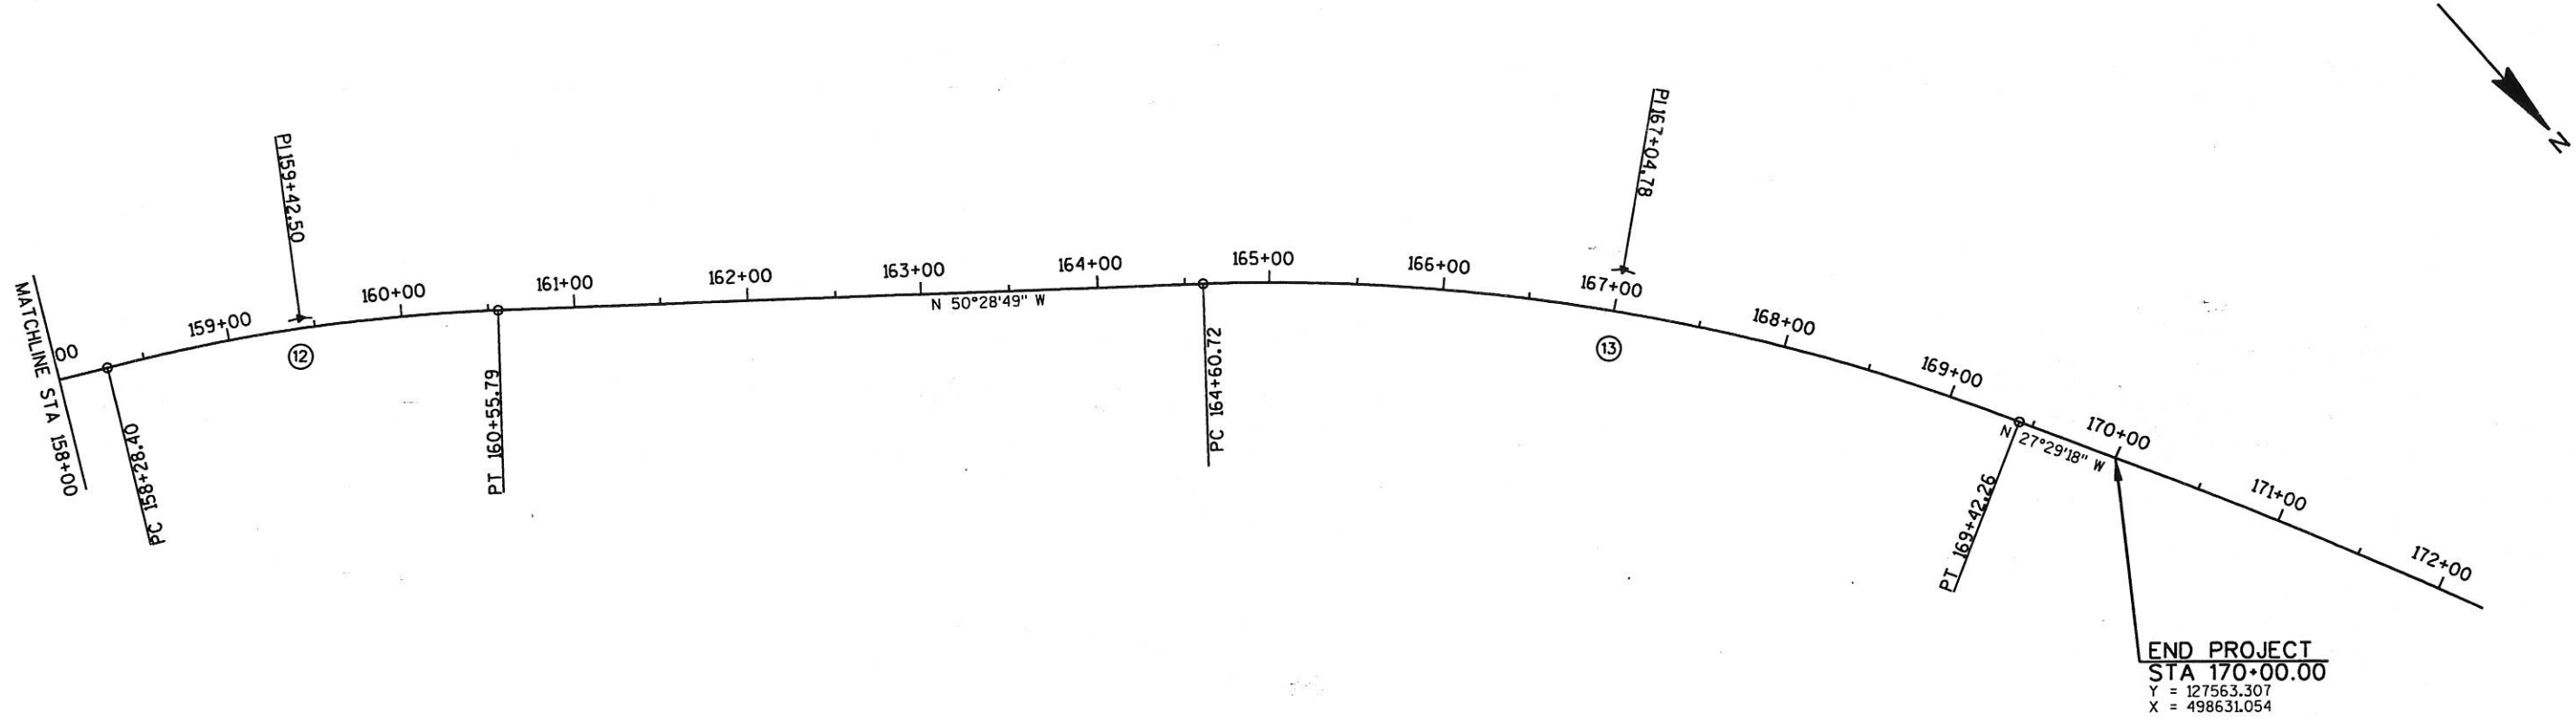 MATCHLINE STA 158+00
00
PC 158+28.40
159+00
PI 159+42.50
12
160+00
PT 160+55.79
161+00
162+00
163+00
N 50°28'49" W
164+00
PC 164+60.72
165+00
166+00
167+00
PI 167+04.78
13
168+00
169+00
PT 169+42.26
N 27°29'18" W
170+00
171+00
172+00
END PROJECT
STA 170+00.00
Y = 127563.307
X = 498631.054
N